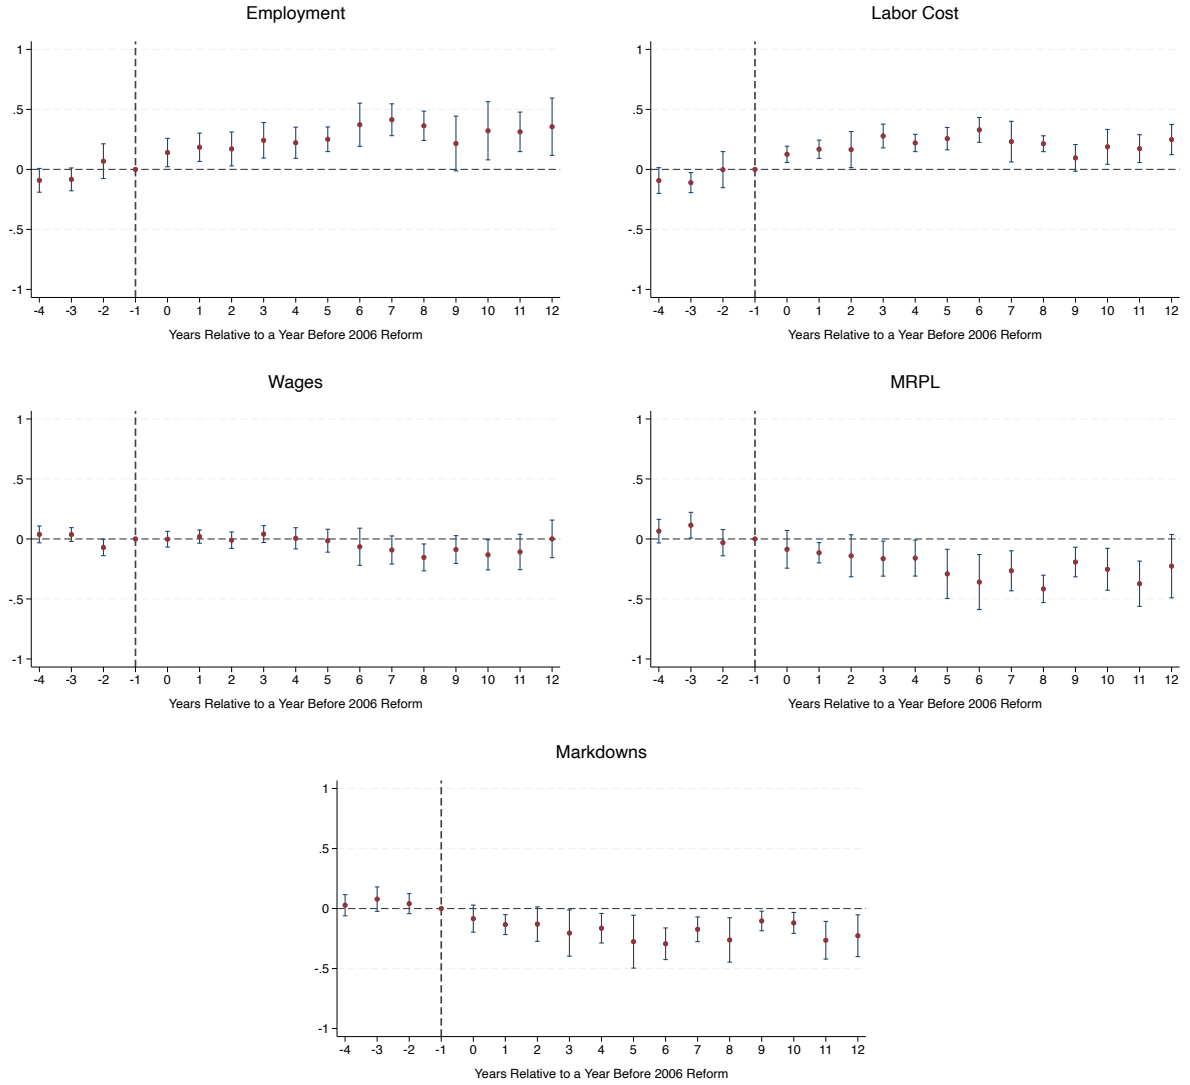 Employment
1
.5
0
-.5
-1
-4 -3 -2 -1 0 1 2 3 4 5 6 7 8 9 10 11 12
Years Relative to a Year Before 2006 Reform
Labor Cost
1
.5
0
-.5
-1
-4 -3 -2 -1 0 1 2 3 4 5 6 7 8 9 10 11 12
Years Relative to a Year Before 2006 Reform
Wages
1
.5
0
-.5
-1
-4 -3 -2 -1 0 1 2 3 4 5 6 7 8 9 10 11 12
Years Relative to a Year Before 2006 Reform
MRPL
1
.5
0
-.5
-1
-4 -3 -2 -1 0 1 2 3 4 5 6 7 8 9 10 11 12
Years Relative to a Year Before 2006 Reform
Markdowns
1
.5
0
-.5
-1
-4 -3 -2 -1 0 1 2 3 4 5 6 7 8 9 10 11 12
Years Relative to a Year Before 2006 Reform